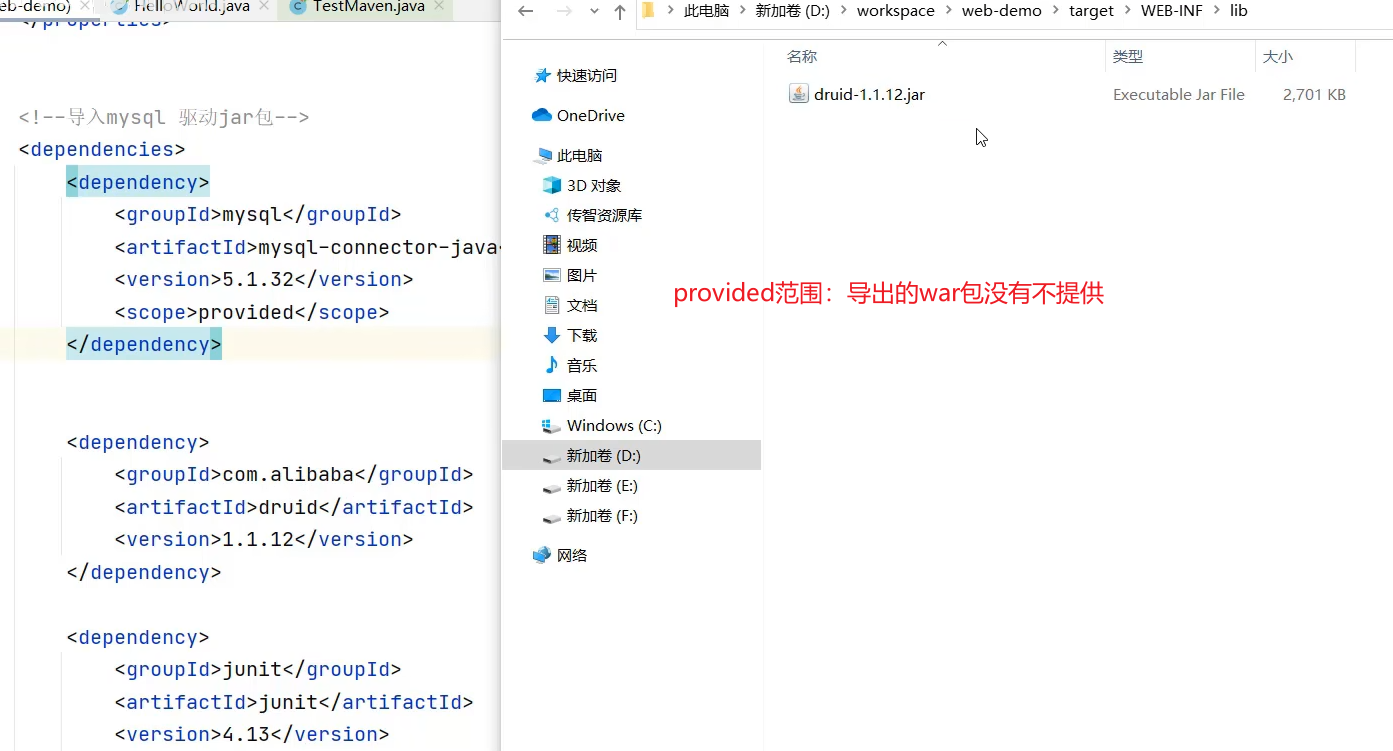 HelloWorld.java
TestMaven.java
</properties>
<!--导入mysql 驱动jar包-->
<dependencies>
<dependency>
<groupId>mysql</groupId>
<artifactId>mysql-connector-java
<version>5.1.32</version>
<scope>provided</scope>
</dependency>
<dependency>
<groupId>com.alibaba</groupId>
<artifactId>druid</artifactId>
<version>1.1.12</version>
</dependency>
<dependency>
<groupId>junit</groupId>
<artifactId>junit</artifactId>
<version>4.13</version>
此电脑 新加卷 (D:) workspace web-demo target WEB-INF lib
快速访问
OneDrive
此电脑
3D 对象
传智资源库
视频
图片
文档
下载
音乐
桌面
Windows (C:)
新加卷 (D:)
新加卷 (E:)
新加卷 (F:)
网络
名称 类型 大小
druid-1.1.12.jar Executable Jar File 2,701 KB
provided范围：导出的war包没有不提供